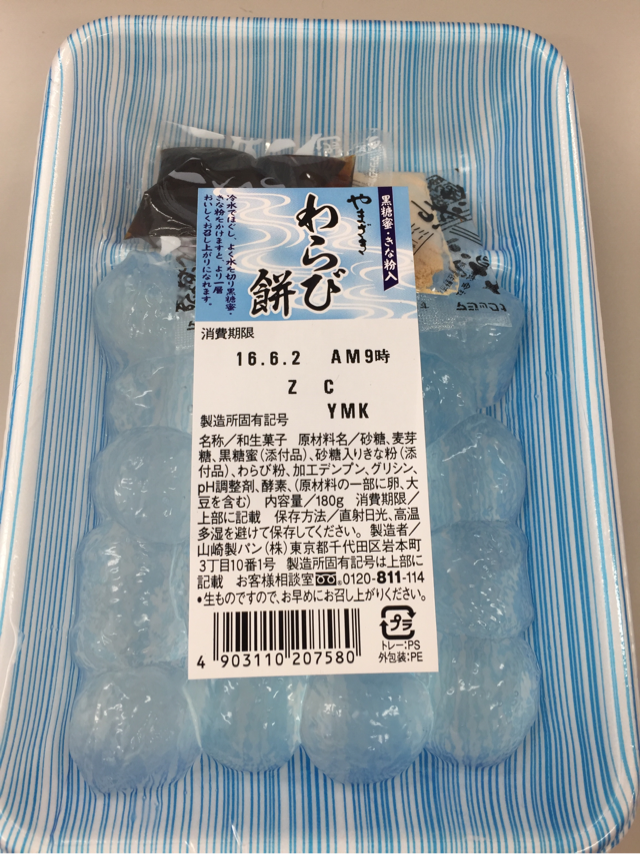 黒糖蜜・きな粉入
やまざき
わらび餅
冷水でほぐし、よく水を切り黒糖蜜・
きな粉をかけますと、より一層
おいしくお召し上がりになれます。
消費期限
16.6.2 AM9時
Z C
YMK
製造所固有記号
名称/和生菓子 原材料名/砂糖、麦芽
糖、黒糖蜜(添付品)、砂糖入りきな粉(添
付品)、わらび粉、加工デンプン、グリシン、
pH調整剤、酵素、(原材料の一部に卵、大
豆を含む) 内容量/180g 消費期限/
上部に記載 保存方法/直射日光、高温
多湿を避けて保存してください。 製造者/
山崎製パン(株)東京都千代田区岩本町
3丁目10番1号 製造所固有記号は上部に
記載 お客様相談室 0120-811-114
•生ものですので、お早めにお召し上がりください。
4 903110 207580
プラ
トレー:PS
外包装:PE